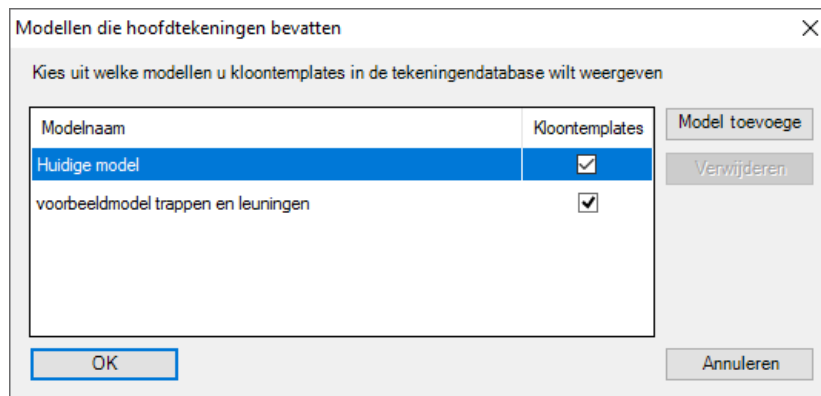 Modellen die hoofdtekeningen bevatten
Kies uit welke modellen u kloontemplates in de tekeningendatabase wilt weergeven
Modelnaam Kloontemplates Model toevoege
Huidige model Verwijderen
voorbeeldmodel trappen en leuningen
OK Annuleren